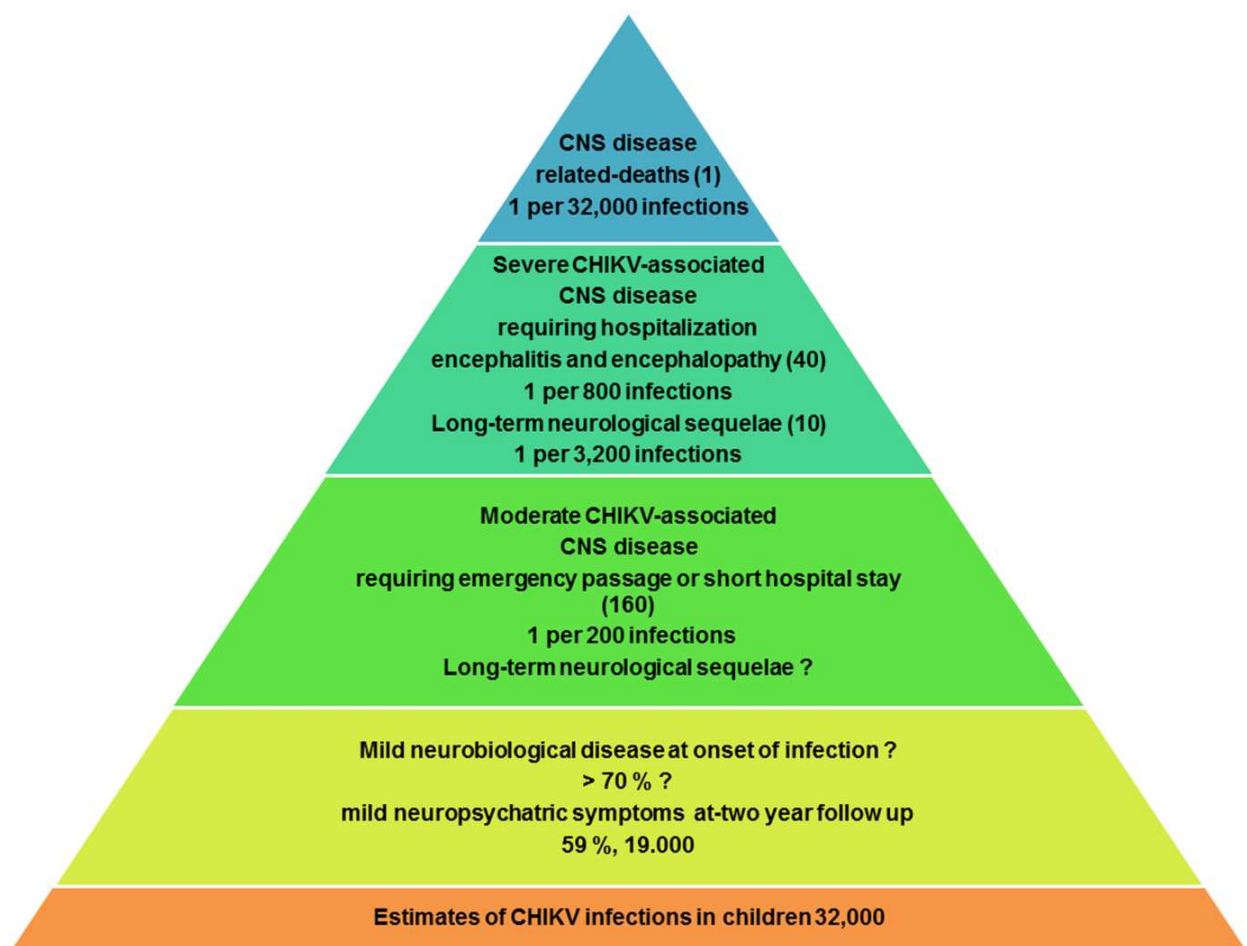 CNS disease
related-deaths (1)
1 per 32,000 infections
Severe CHIKV-associated
CNS disease
requiring hospitalization
encephalitis and encephalopathy (40)
1 per 800 infections
Long-term neurological sequelae (10)
1 per 3,200 infections
Moderate CHIKV-associated
CNS disease
requiring emergency passage or short hospital stay
(160)
1 per 200 infections
Long-term neurological sequelae ?
Mild neurobiological disease at onset of infection ?
> 70 % ?
mild neuropsychatric symptoms at-two year follow up
59 %, 19.000
Estimates of CHIKV infections in children 32,000